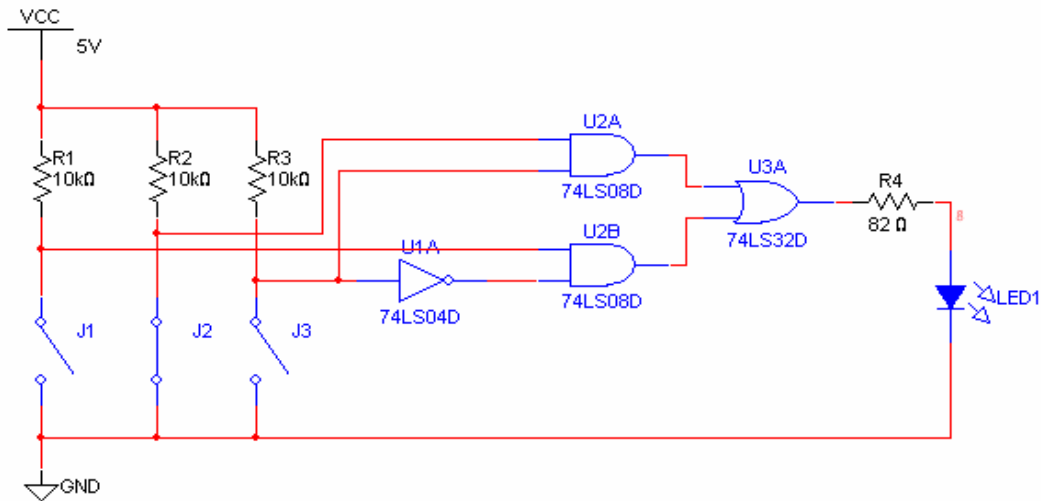 VCC
5V
R1
10kΩ
R2
10kΩ
R3
10kΩ
U2A
74LS08D
U3A
74LS32D
R4
82 Ω
8
U1A
74LS04D
U2B
74LS08D
LED1
J1
J2
J3
GND